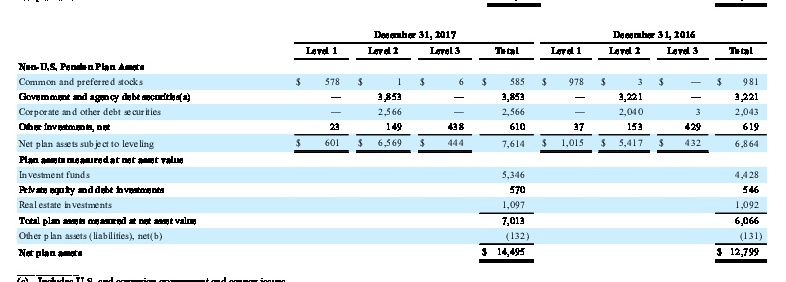 December 31, 2017 December 31, 2016
Level 1 Level 2 Level 3 Total Level 1 Level 2 Level 3 Total
Non-U.S. Pension Plan Assets
Common and preferred stocks $ 578 $ 1 $ 6 $ 585 $ 978 $ 3 $ — $ 981
Government and agency debt securities(a) — 3,853 — 3,853 — 3,221 — 3,221
Corporate and other debt securities — 2,566 — 2,566 — 2,040 3 2,043
Other investments, net 23 149 438 610 37 153 429 619
Net plan assets subject to leveling $ 601 $ 6,569 $ 444 7,614 $ 1,015 $ 5,417 $ 432 6,864
Plan assets measured at net asset value
Investment funds 5,346 4,428
Private equity and debt investments 570 546
Real estate investments 1,097 1,092
Total plan assets measured at net asset value 7,013 6,066
Other plan assets (liabilities), net(b) (132) (131)
Net plan assets $ 14,495 $ 12,799
Includes U.S. and